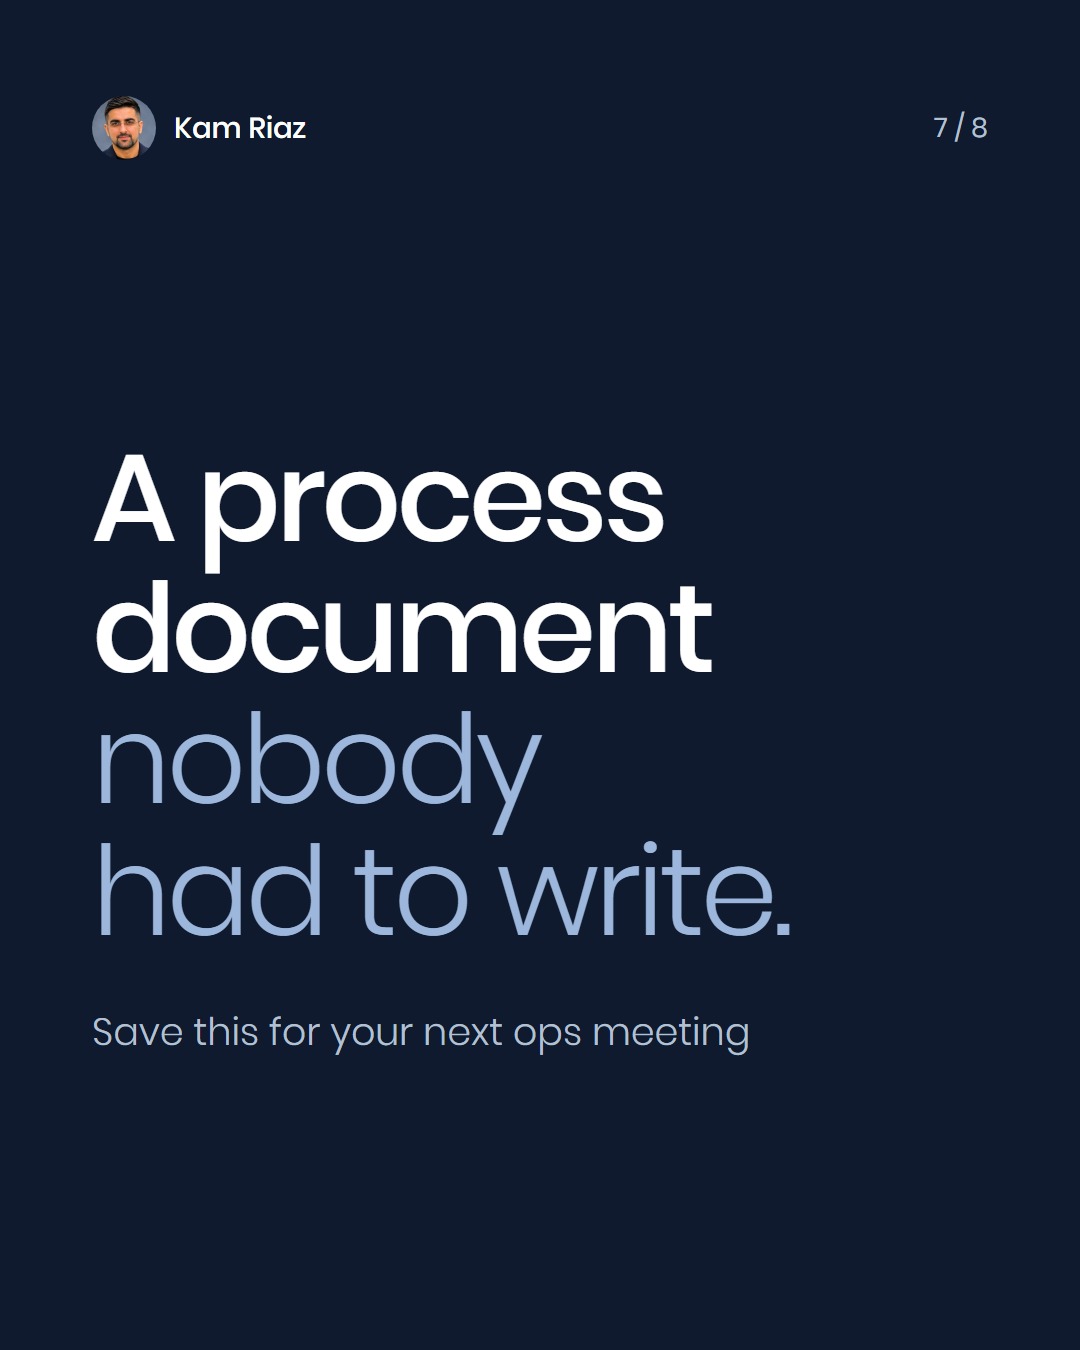 Kam Riaz
7 / 8
A process
document
nobody
had to write.
Save this for your next ops meeting